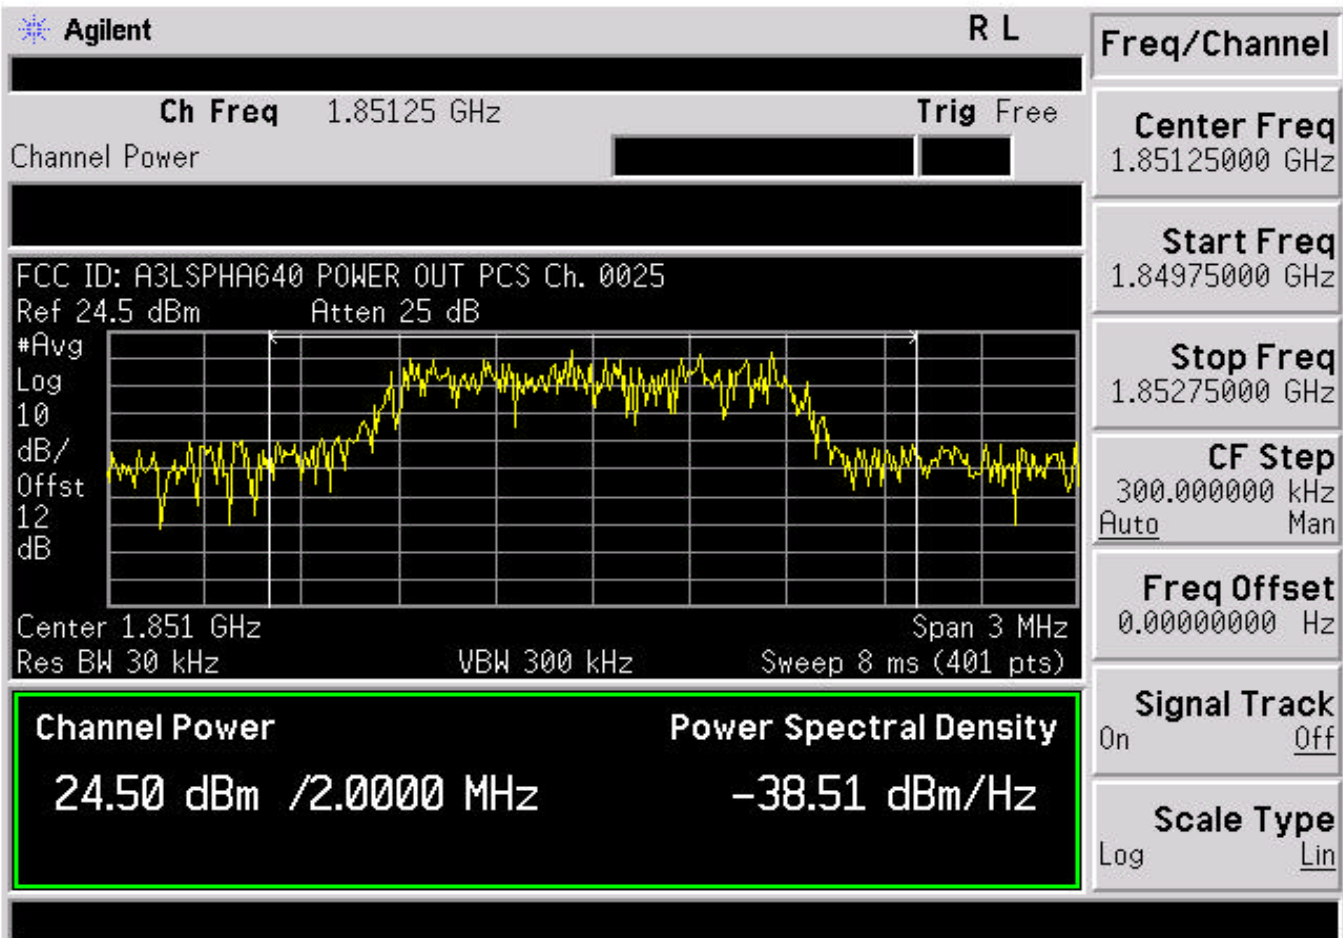 Agilent
R L
Freq/Channel
Ch Freq 1.85125 GHz
Trig Free
Channel Power
Center Freq
1.85125000 GHz
Start Freq
1.84975000 GHz
FCC ID: A3LSPHA640 POWER OUT PCS Ch. 0025
Ref 24.5 dBm Atten 25 dB
#Avg
Log
10
dB/
Offst
12
dB
Stop Freq
1.85275000 GHz
CF Step
300.000000 kHz
Auto Man
Center 1.851 GHz Span 3 MHz
Res BW 30 kHz VBW 300 kHz Sweep 8 ms (401 pts)
Freq Offset
0.00000000 Hz
Channel Power
24.50 dBm /2.0000 MHz
Power Spectral Density
-38.51 dBm/Hz
Signal Track
On Off
Scale Type
Log Lin